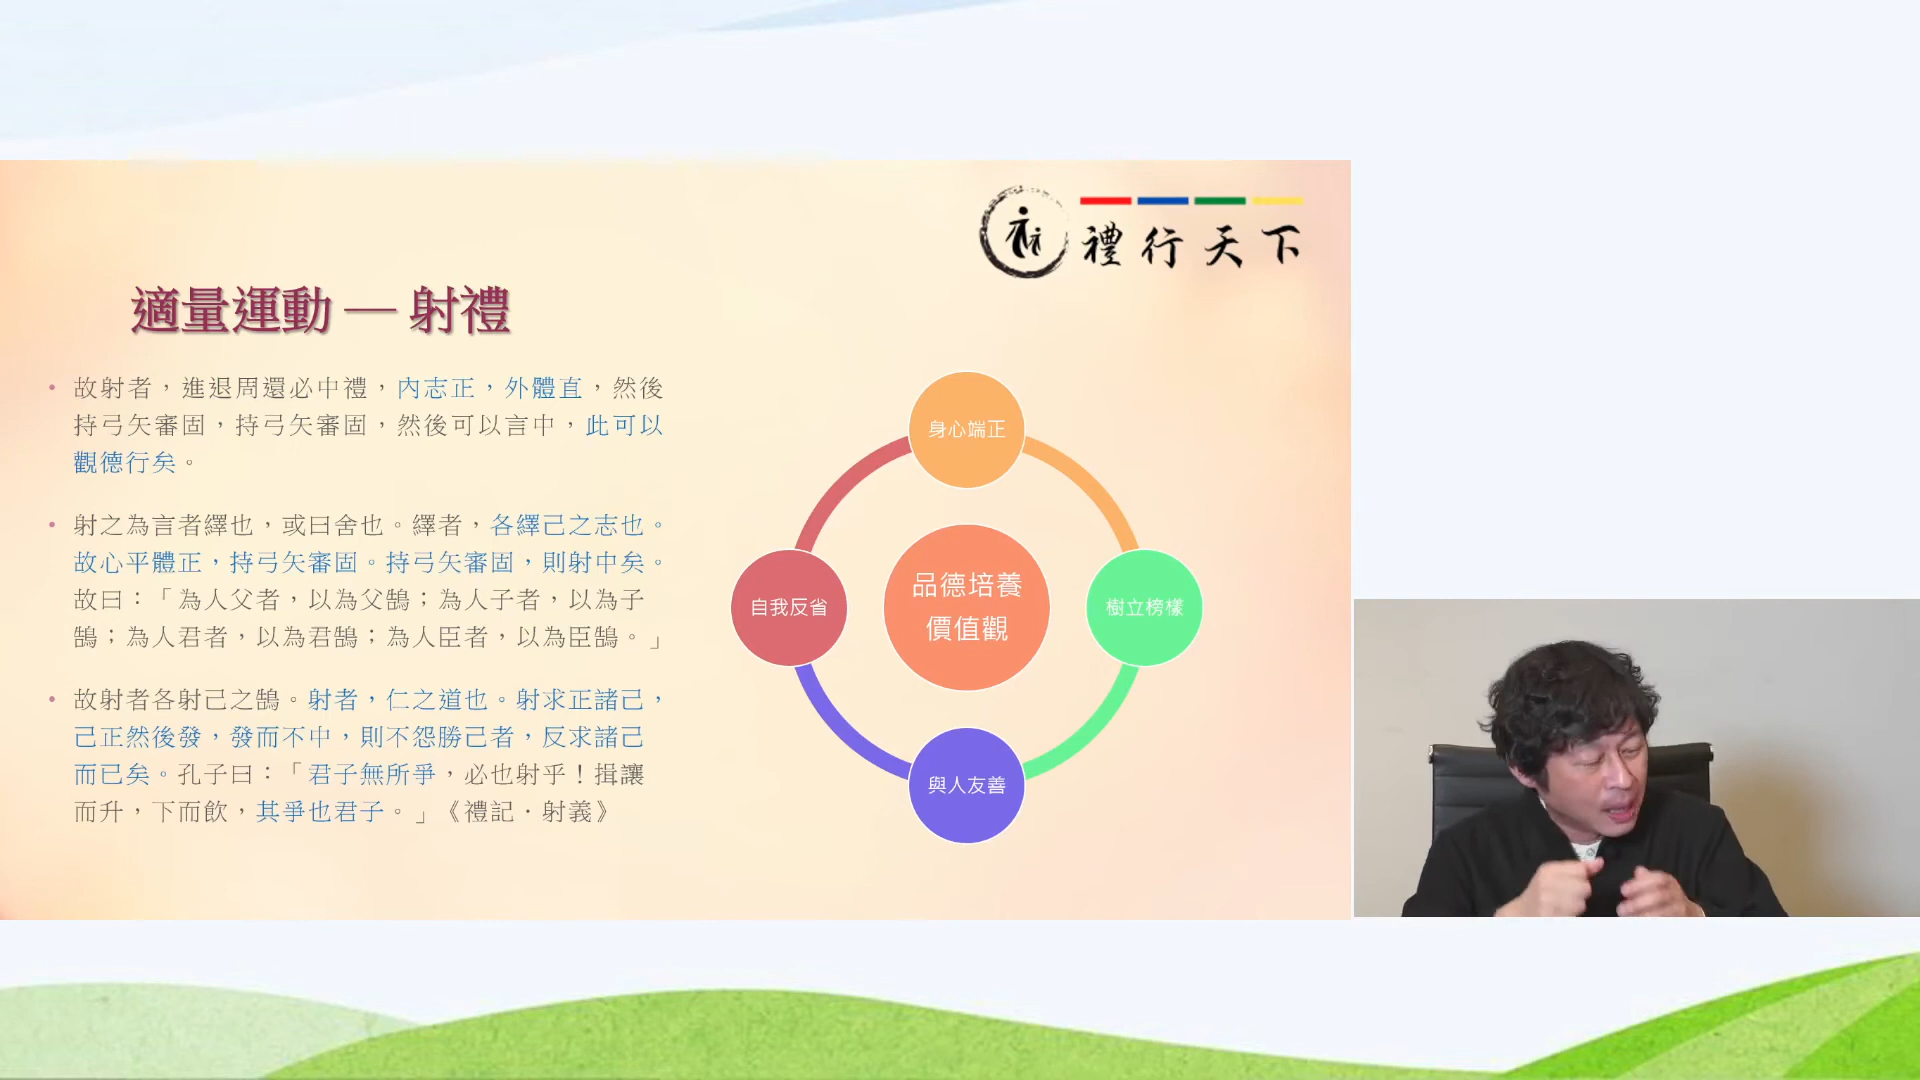 禮行天下
適量運動 — 射禮
• 故射者，進退周還必中禮，內志正，外體直，然後
持弓矢審固，持弓矢審固，然後可以言中，此可以
觀德行矣。
• 射之為言者繹也，或曰舍也。繹者，各繹己之志也。
故心平體正，持弓矢審固。持弓矢審固，則射中矣。
故曰：「為人父者，以為父鵠；為人子者，以為子
鵠；為人君者，以為君鵠；為人臣者，以為臣鵠。」
• 故射者各射己之鵠。射者，仁之道也。射求正諸己，
己正然後發，發而不中，則不怨勝己者，反求諸己
而已矣。孔子曰：「君子無所爭，必也射乎！揖讓
而升，下而飲，其爭也君子。」《禮記．射義》
身心端正
自我反省
品德培養
價值觀
樹立榜樣
與人友善